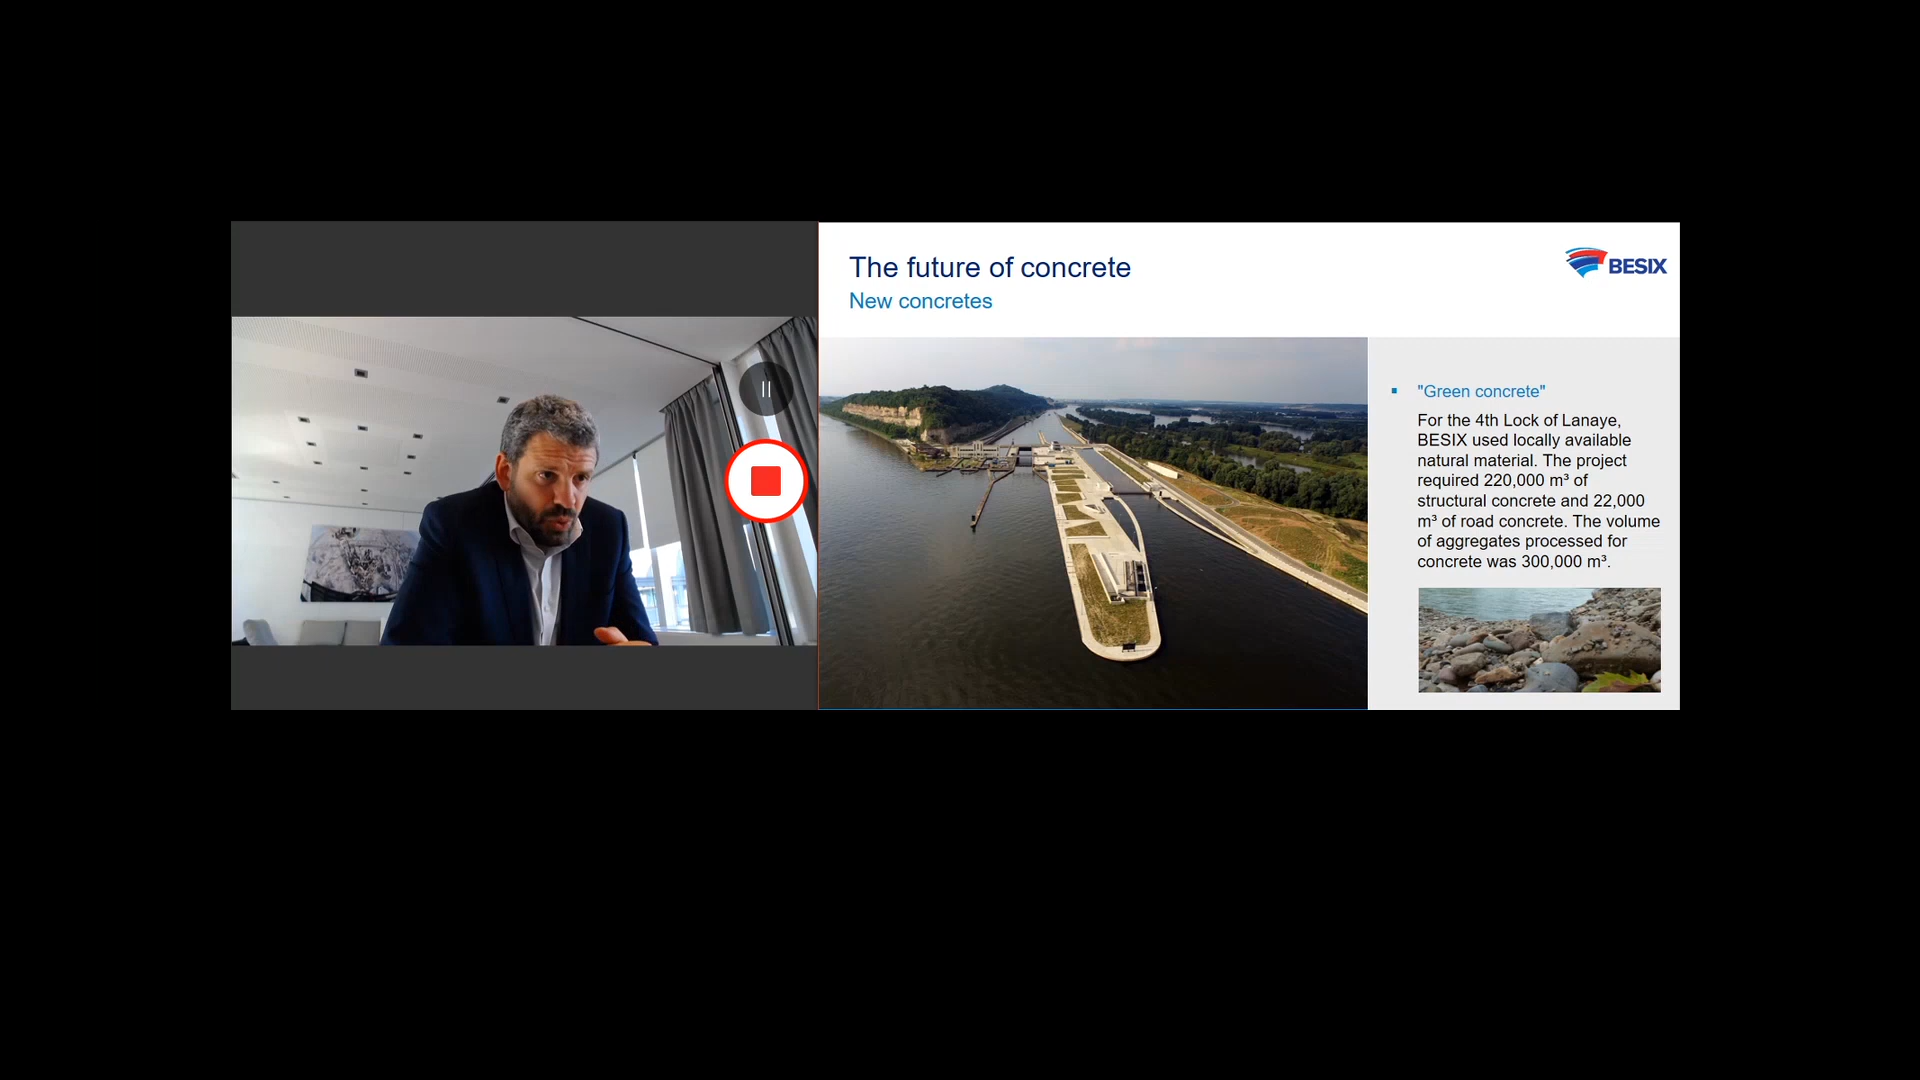 The future of concrete
New concretes
BESIX
▪ "Green concrete"
For the 4th Lock of Lanaye,
BESIX used locally available
natural material. The project
required 220,000 m³ of
structural concrete and 22,000
m³ of road concrete. The volume
of aggregates processed for
concrete was 300,000 m³.